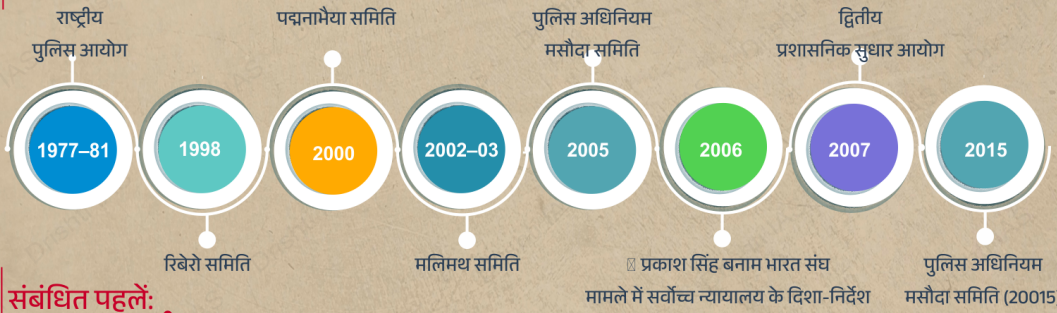 राष्ट्रीय
पुलिस आयोग
पद्मनाभैया समिति
पुलिस अधिनियम
मसौदा समिति
द्वितीय
प्रशासनिक सुधार आयोग
1977–81
1998
2000
2002–03
2005
2006
2007
2015
रिबेरो समिति
मलिमथ समिति
प्रकाश सिंह बनाम भारत संघ
मामले में सर्वोच्च न्यायालय के दिशा-निर्देश
पुलिस अधिनियम
मसौदा समिति (20015
संबंधित पहलें: